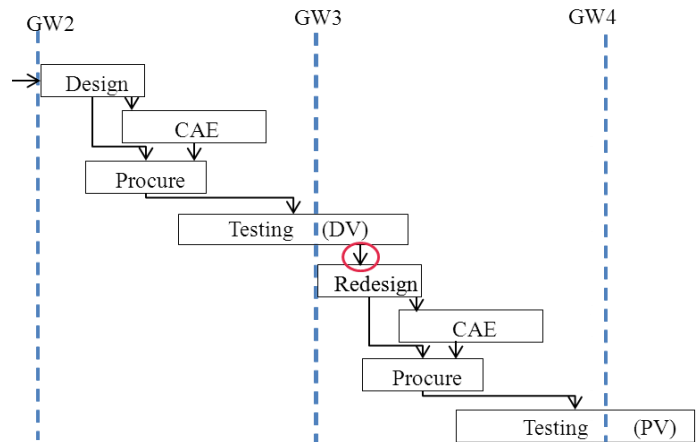 GW2 GW3 GW4
Design
CAE
Procure
Testing (DV)
Redesign
CAE
Procure
Testing (PV)